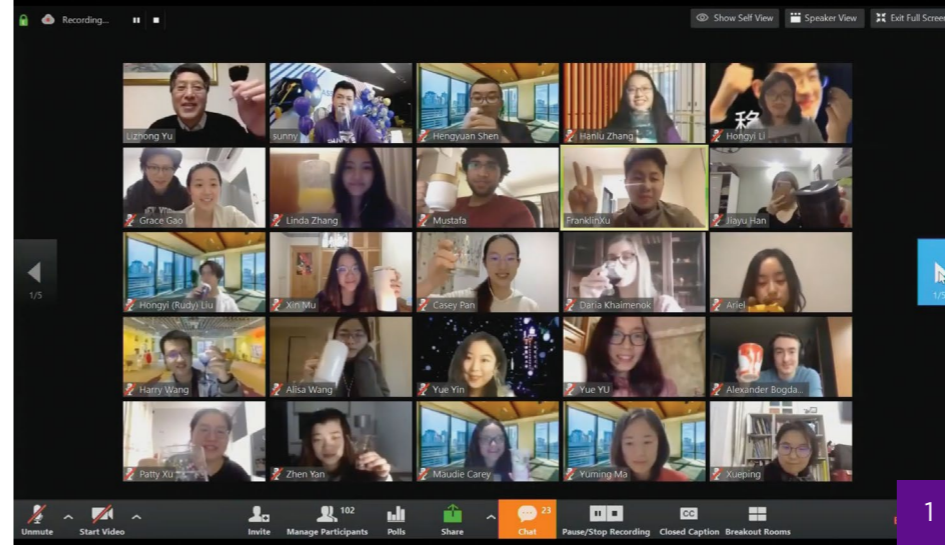 Recording...
Show Self View
Speaker View
Exit Full Screen
Lizhong Yu
sunny
Hengyuan Shen
Hanlu Zhang
Hongyi Li
移
Grace Gao
Linda Zhang
Mustafa
FranklinXu
Jiayu Han
Hongyi (Rudy) Liu
Xin Mu
Casey Pan
Daria Khaimenok
Ariel
1/5
1/5
Harry Wang
Alisa Wang
Yue Yin
Yue YU
Alexander Bogda...
Patty Xu
Zhen Yan
Maudie Carey
Yuming Ma
Xueping
102
23
CC
Unmute
Start Video
Invite
Manage Participants
Polls
Share
Chat
Pause/Stop Recording
Closed Caption
Breakout Rooms
1